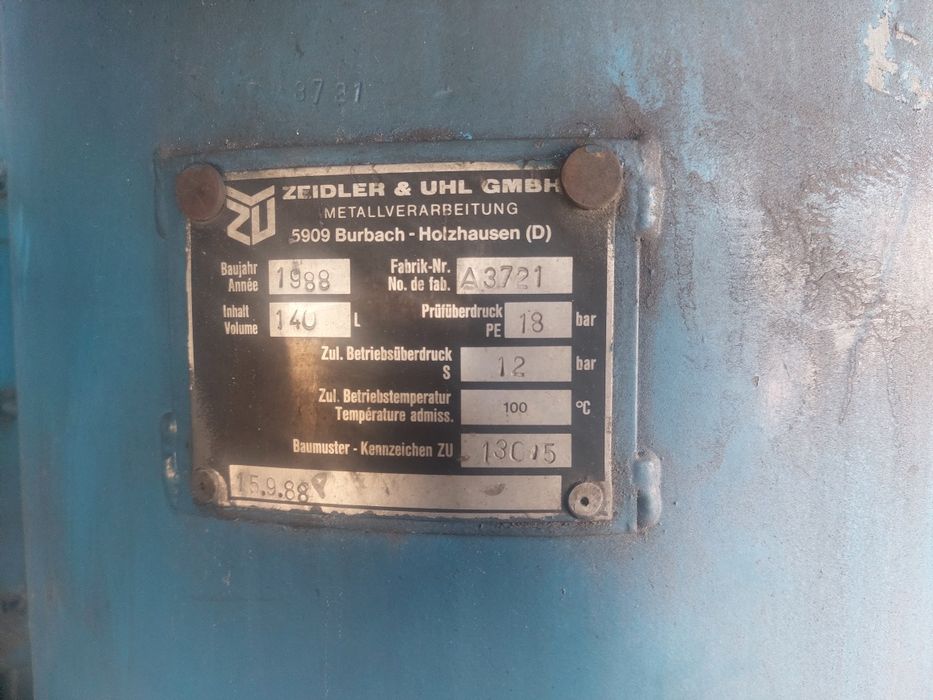 3721
ZU
ZEIDLER & UHL GMBH
METALLVERARBEITUNG
5909 Burbach - Holzhausen (D)
Baujahr Année 1988 Fabrik-Nr. No. de fab. A3721
Inhalt Volume 140 L Prüfüberdruck PE 18 bar
Zul. Betriebsüberdruck S 12 bar
Zul. Betriebstemperatur Température admiss. 100 °C
Baumuster - Kennzeichen ZU
15.9.88